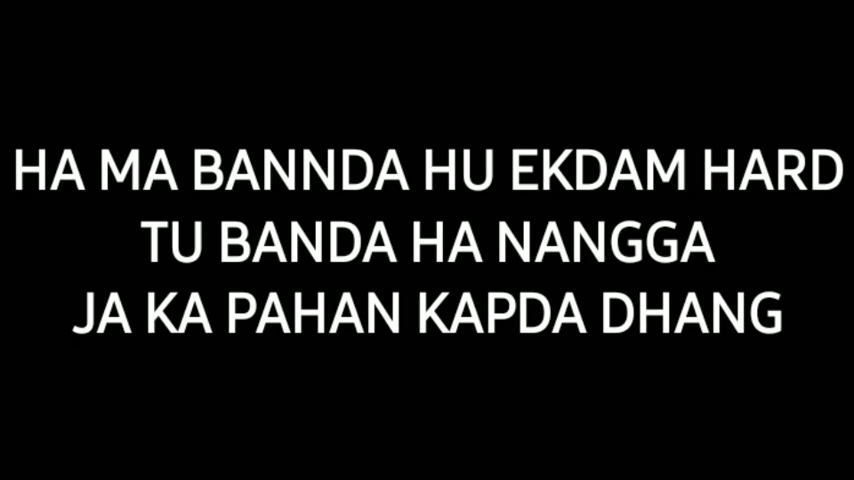 HA MA BANNDA HU EKDAM HARD
TU BANDA HA NANGGA
JA KA PAHAN KAPDA DHANG